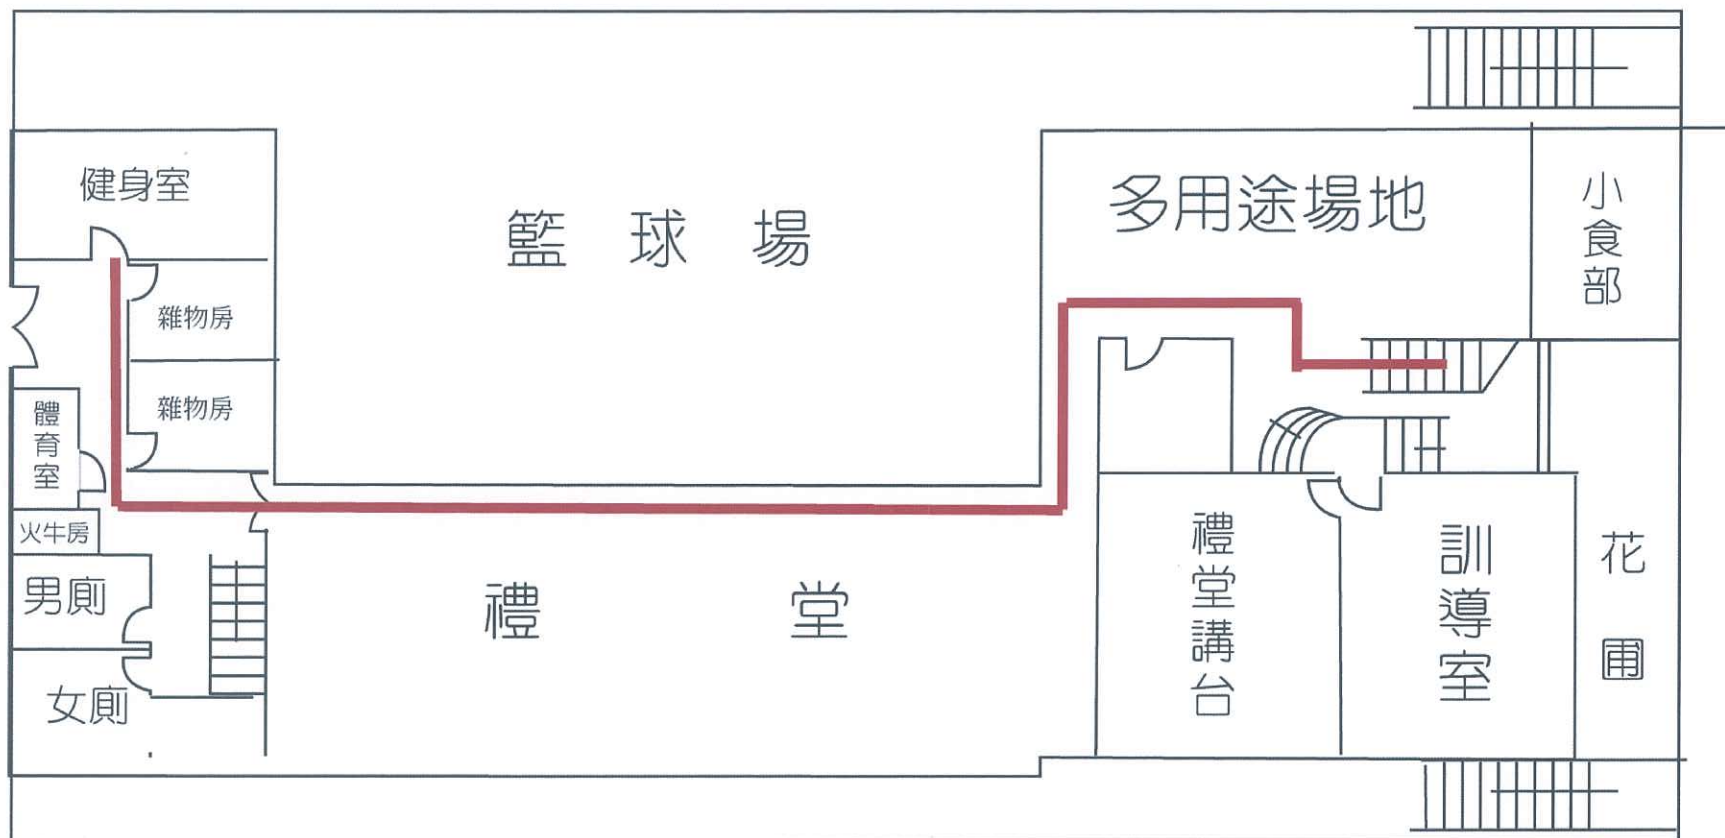 健身室
籃球場
多用途場地
小食部
雜物房
雜物房
體育室
火牛房
男廁
女廁
禮堂
禮堂講台
訓導室
花圃